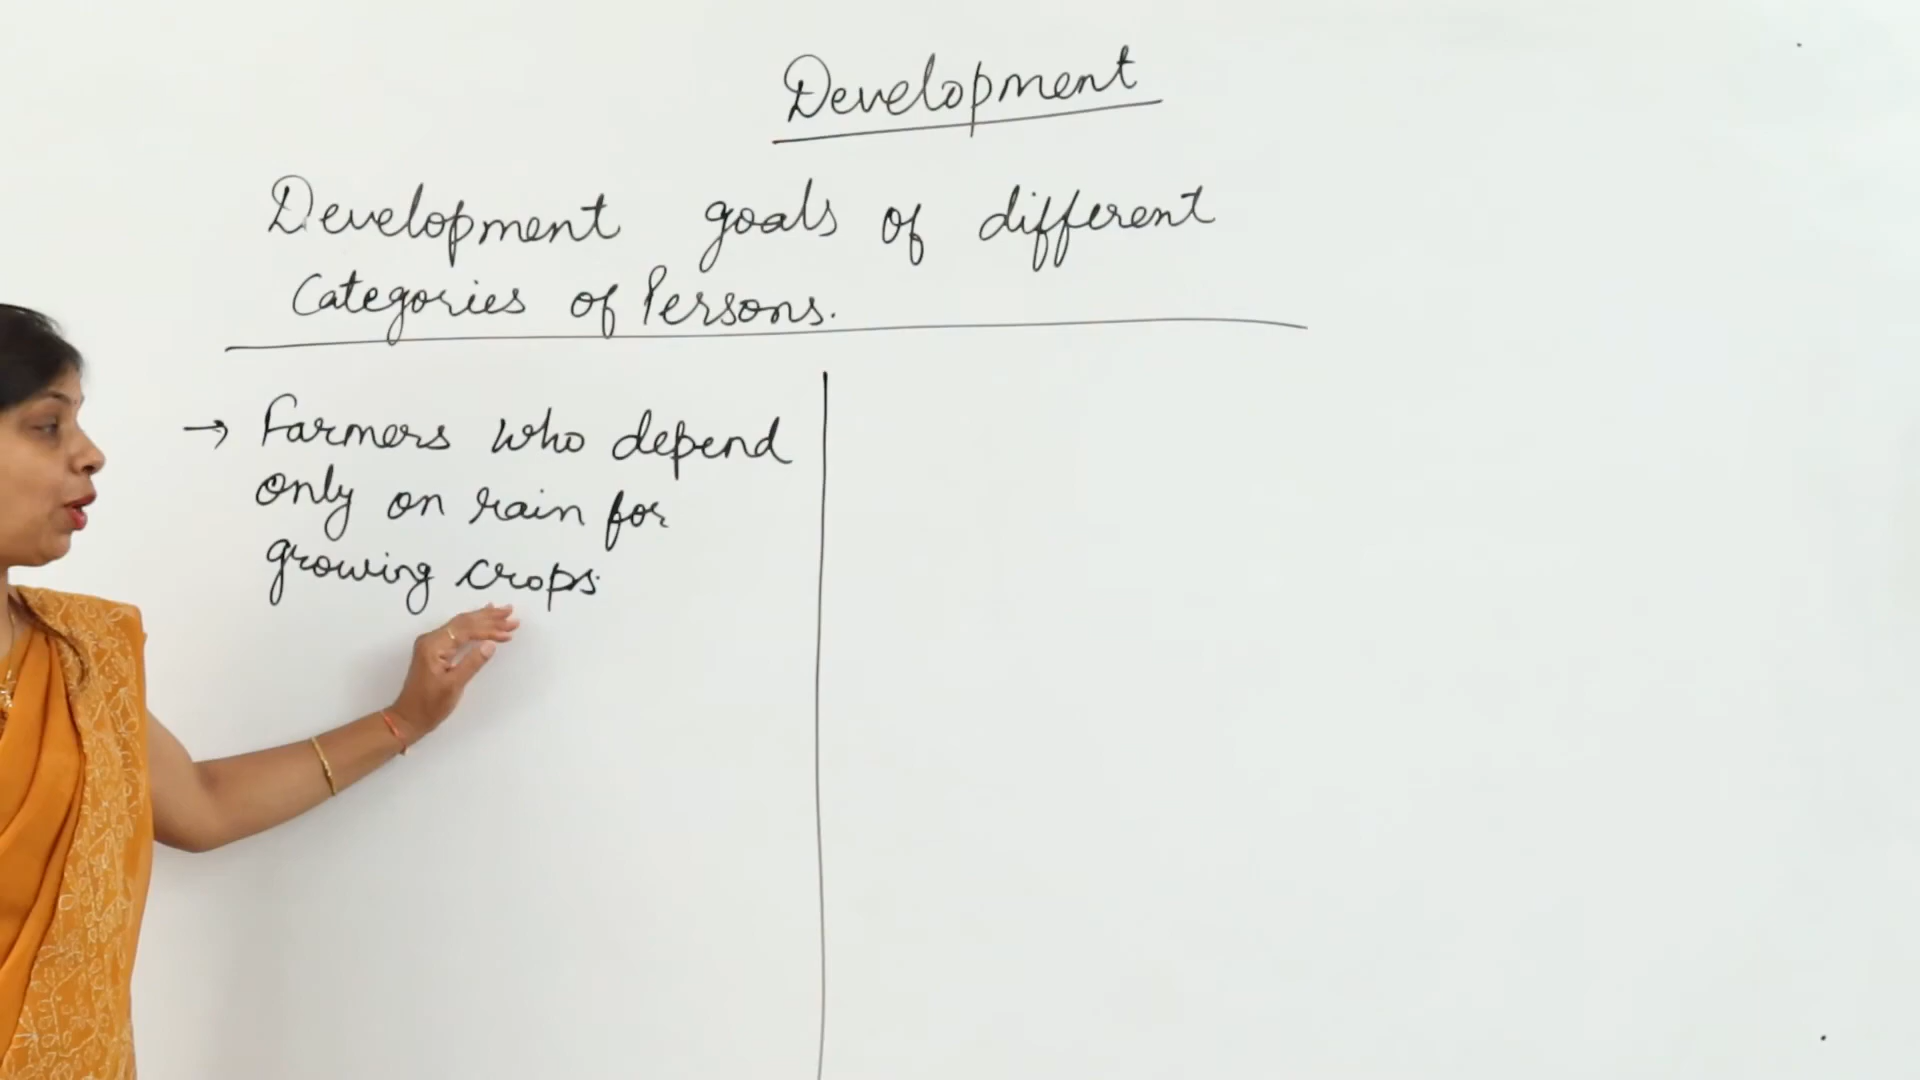 Development
Development goals of different
Categories of Persons.
→ Farmers who depend
only on rain for
growing crops.